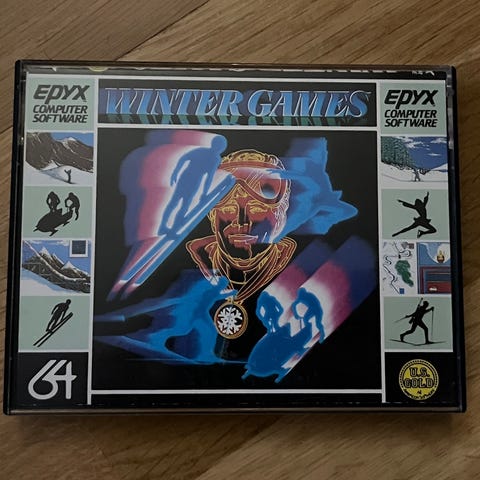 EPYX
COMPUTER
SOFTWARE
WINTER GAMES
EPYX
COMPUTER
SOFTWARE
64
U.S.
GOLD